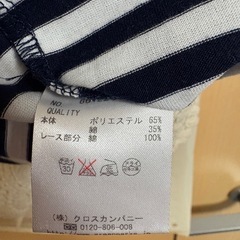 NO.
QUALITY
本体 ポリエステル 65%
綿 35%
レース部分 綿 100%
(株) クロスカンパニー
0120-806-008